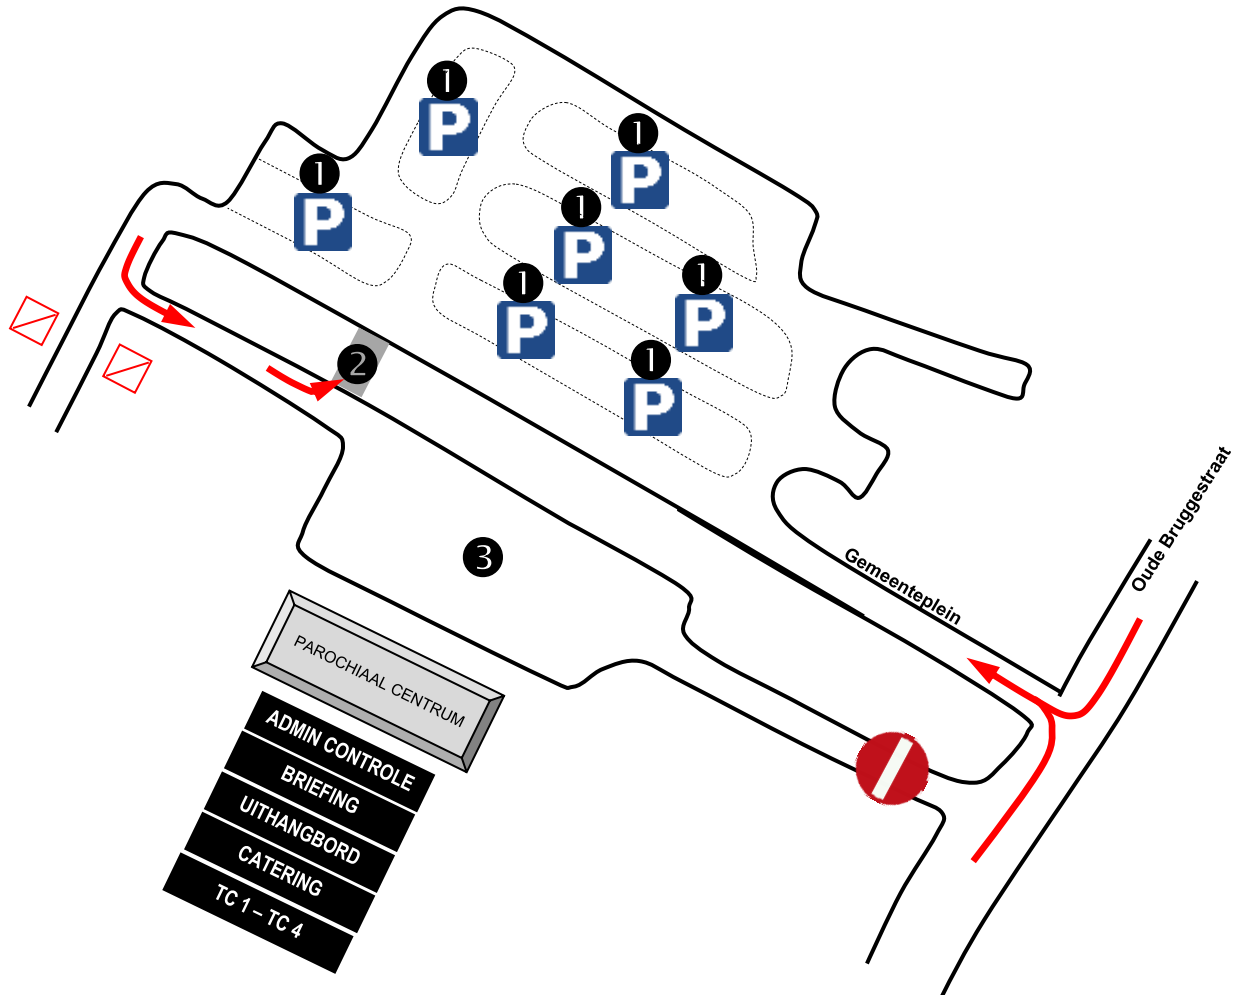 1
P
1
P
1
P
1
P
1
P
1
P
1
P
2
3
Gemeenteplein
Oude Bruggestraat
PAROCHIAAL CENTRUM
ADMIN CONTROLE
BRIEFING
UITHANGBORD
CATERING
TC 1 – TC 4